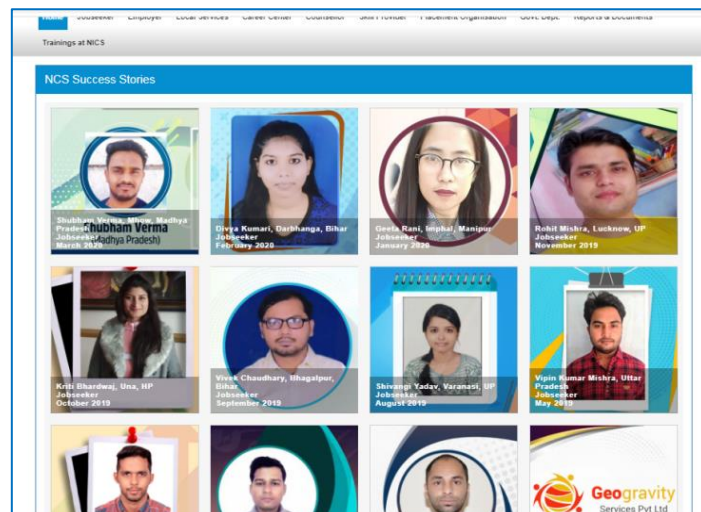 Home Jobseeker Employer Local Services Career Center Counsellor Skill Provider Placement Organisation Govt. Dept. Reports & Documents
Trainings at NICS
NCS Success Stories
Shubham Verma, Mhow, Madhya
Pradesh
Jobseeker
March 2020
Shubham Verma
(Madhya Pradesh)
Divya Kumari, Darbhanga, Bihar
Jobseeker
February 2020
Geeta Rani, Imphal, Manipur
Jobseeker
January 2020
Rohit Mishra, Lucknow, UP
Jobseeker
November 2019
Kriti Bhardwaj, Una, HP
Jobseeker
October 2019
Vivek Chaudhary, Bhagalpur,
Bihar
Jobseeker
September 2019
Shivangi Yadav, Varanasi, UP
Jobseeker
August 2019
Vipin Kumar Mishra, Uttar
Pradesh
Jobseeker
May 2019
Geogravity
Services Pvt Ltd